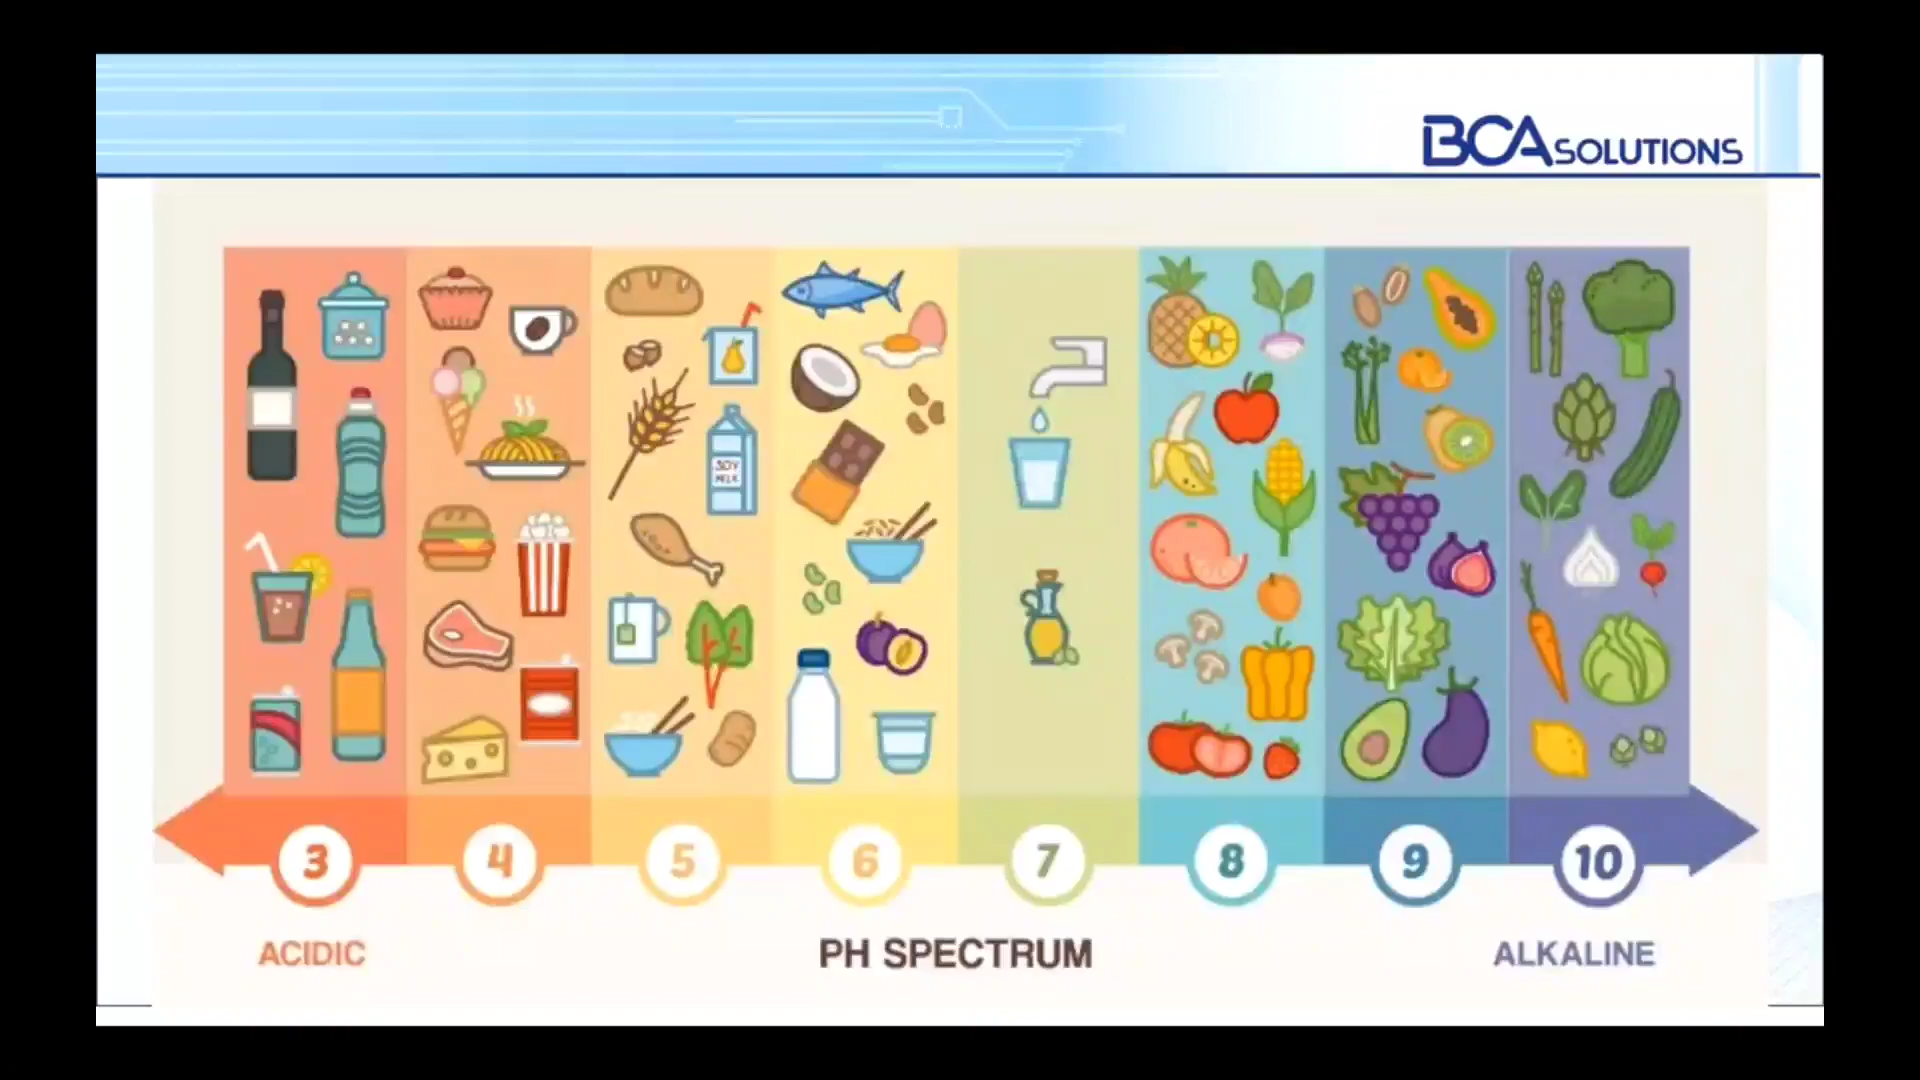 BCA SOLUTIONS
SOY
MILK
3 4 5 6 7 8 9 10
ACIDIC PH SPECTRUM ALKALINE